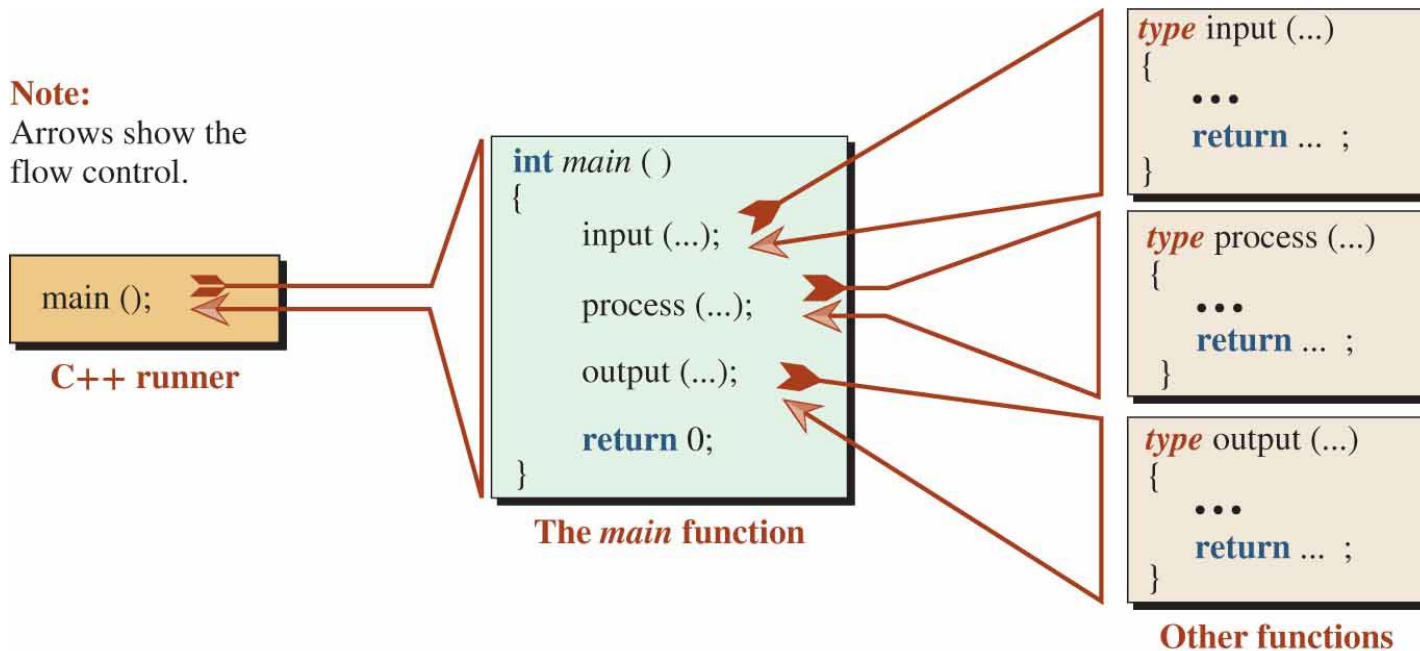 Note:
Arrows show the
flow control.
main ();
C++ runner
int main ( )
{
input (...);
process (...);
output (...);
return 0;
}
The main function
type input (...)
{
•••
return ... ;
}
type process (...)
{
•••
return ... ;
}
type output (...)
{
•••
return ... ;
}
Other functions